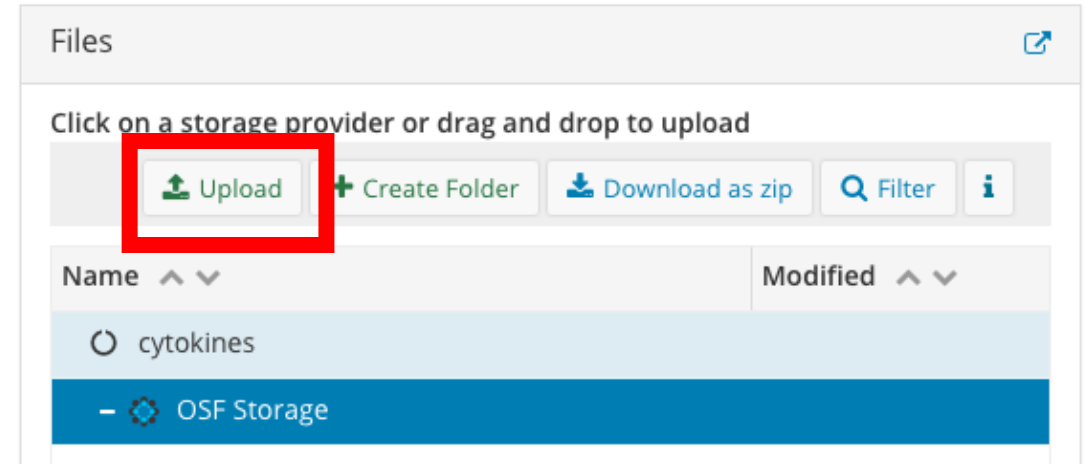 Files
Click on a storage provider or drag and drop to upload
Upload Create Folder Download as zip Filter i
Name Modified
cytokines
OSF Storage